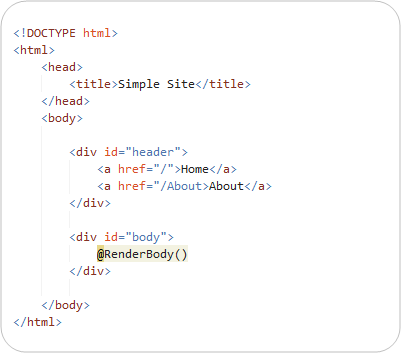 <!DOCTYPE html>
<html>
    <head>
        <title>Simple Site</title>
    </head>
    <body>

        <div id="header">
            <a href="/">Home</a>
            <a href="/About>About</a>
        </div>

        <div id="body">
            @RenderBody()
        </div>

    </body>
</html>